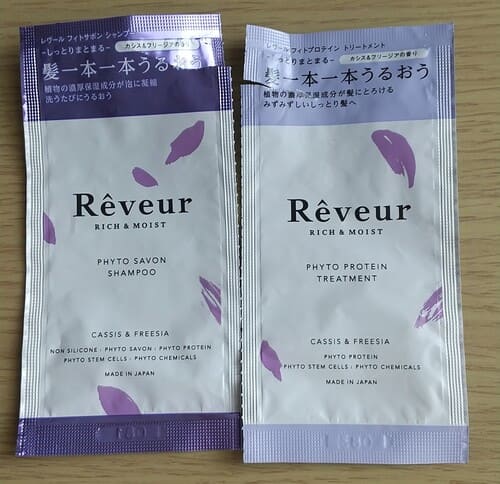 レヴール フィトサボン シャンプー
−しっとりまとまる−
カシス&フリージアの香り
髪一本一本うるおう
植物の濃厚保湿成分が泡に凝縮
洗うたびにうるおう
Rêveur
RICH & MOIST
PHYTO SAVON
SHAMPOO
CASSIS & FREESIA
NON SILICONE : PHYTO SAVON : PHYTO PROTEIN
PHYTO STEM CELLS : PHYTO CHEMICALS
MADE IN JAPAN
レヴール フィトプロテイン トリートメント
−しっとりまとまる−
カシス&フリージアの香り
髪一本一本うるおう
植物の濃厚保湿成分が髪にとろける
みずみずしいしっとり髪へ
Rêveur
RICH & MOIST
PHYTO PROTEIN
TREATMENT
CASSIS & FREESIA
PHYTO PROTEIN
PHYTO STEM CELLS : PHYTO CHEMICALS
MADE IN JAPAN